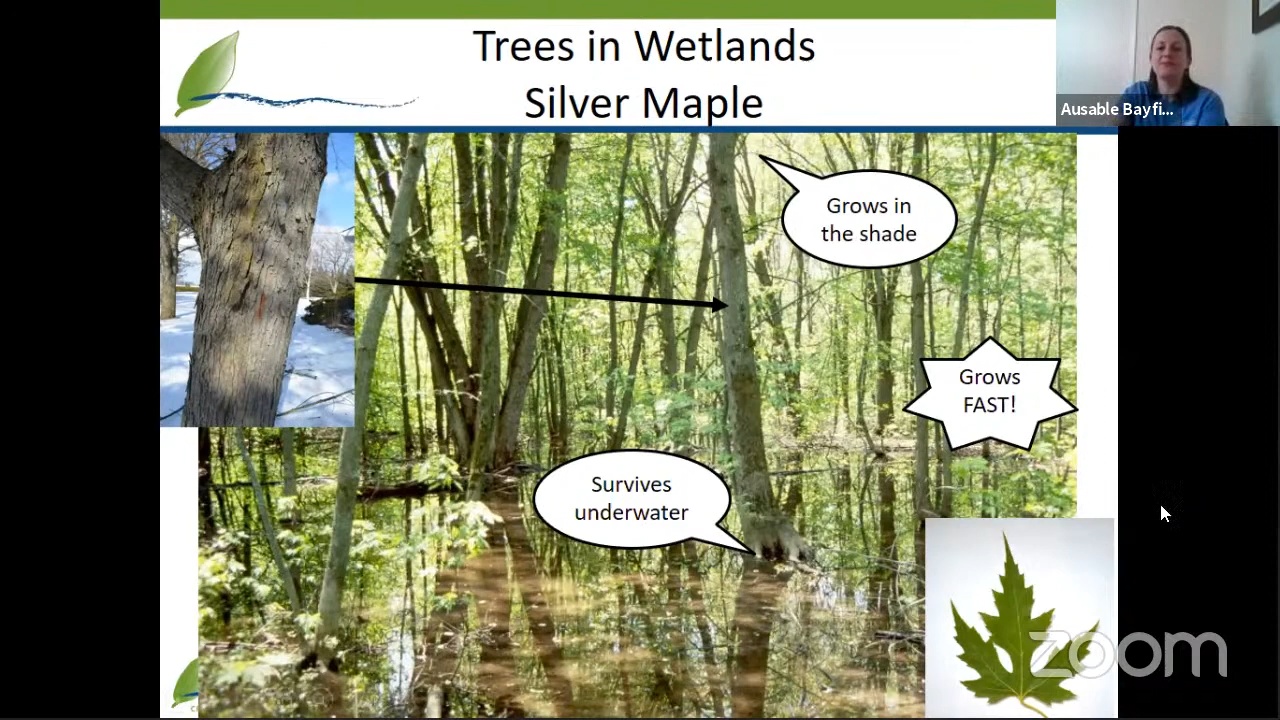 Trees in Wetlands
Silver Maple
Ausable Bayfi...
Grows in
the shade
Grows
FAST!
Survives
underwater
zoom